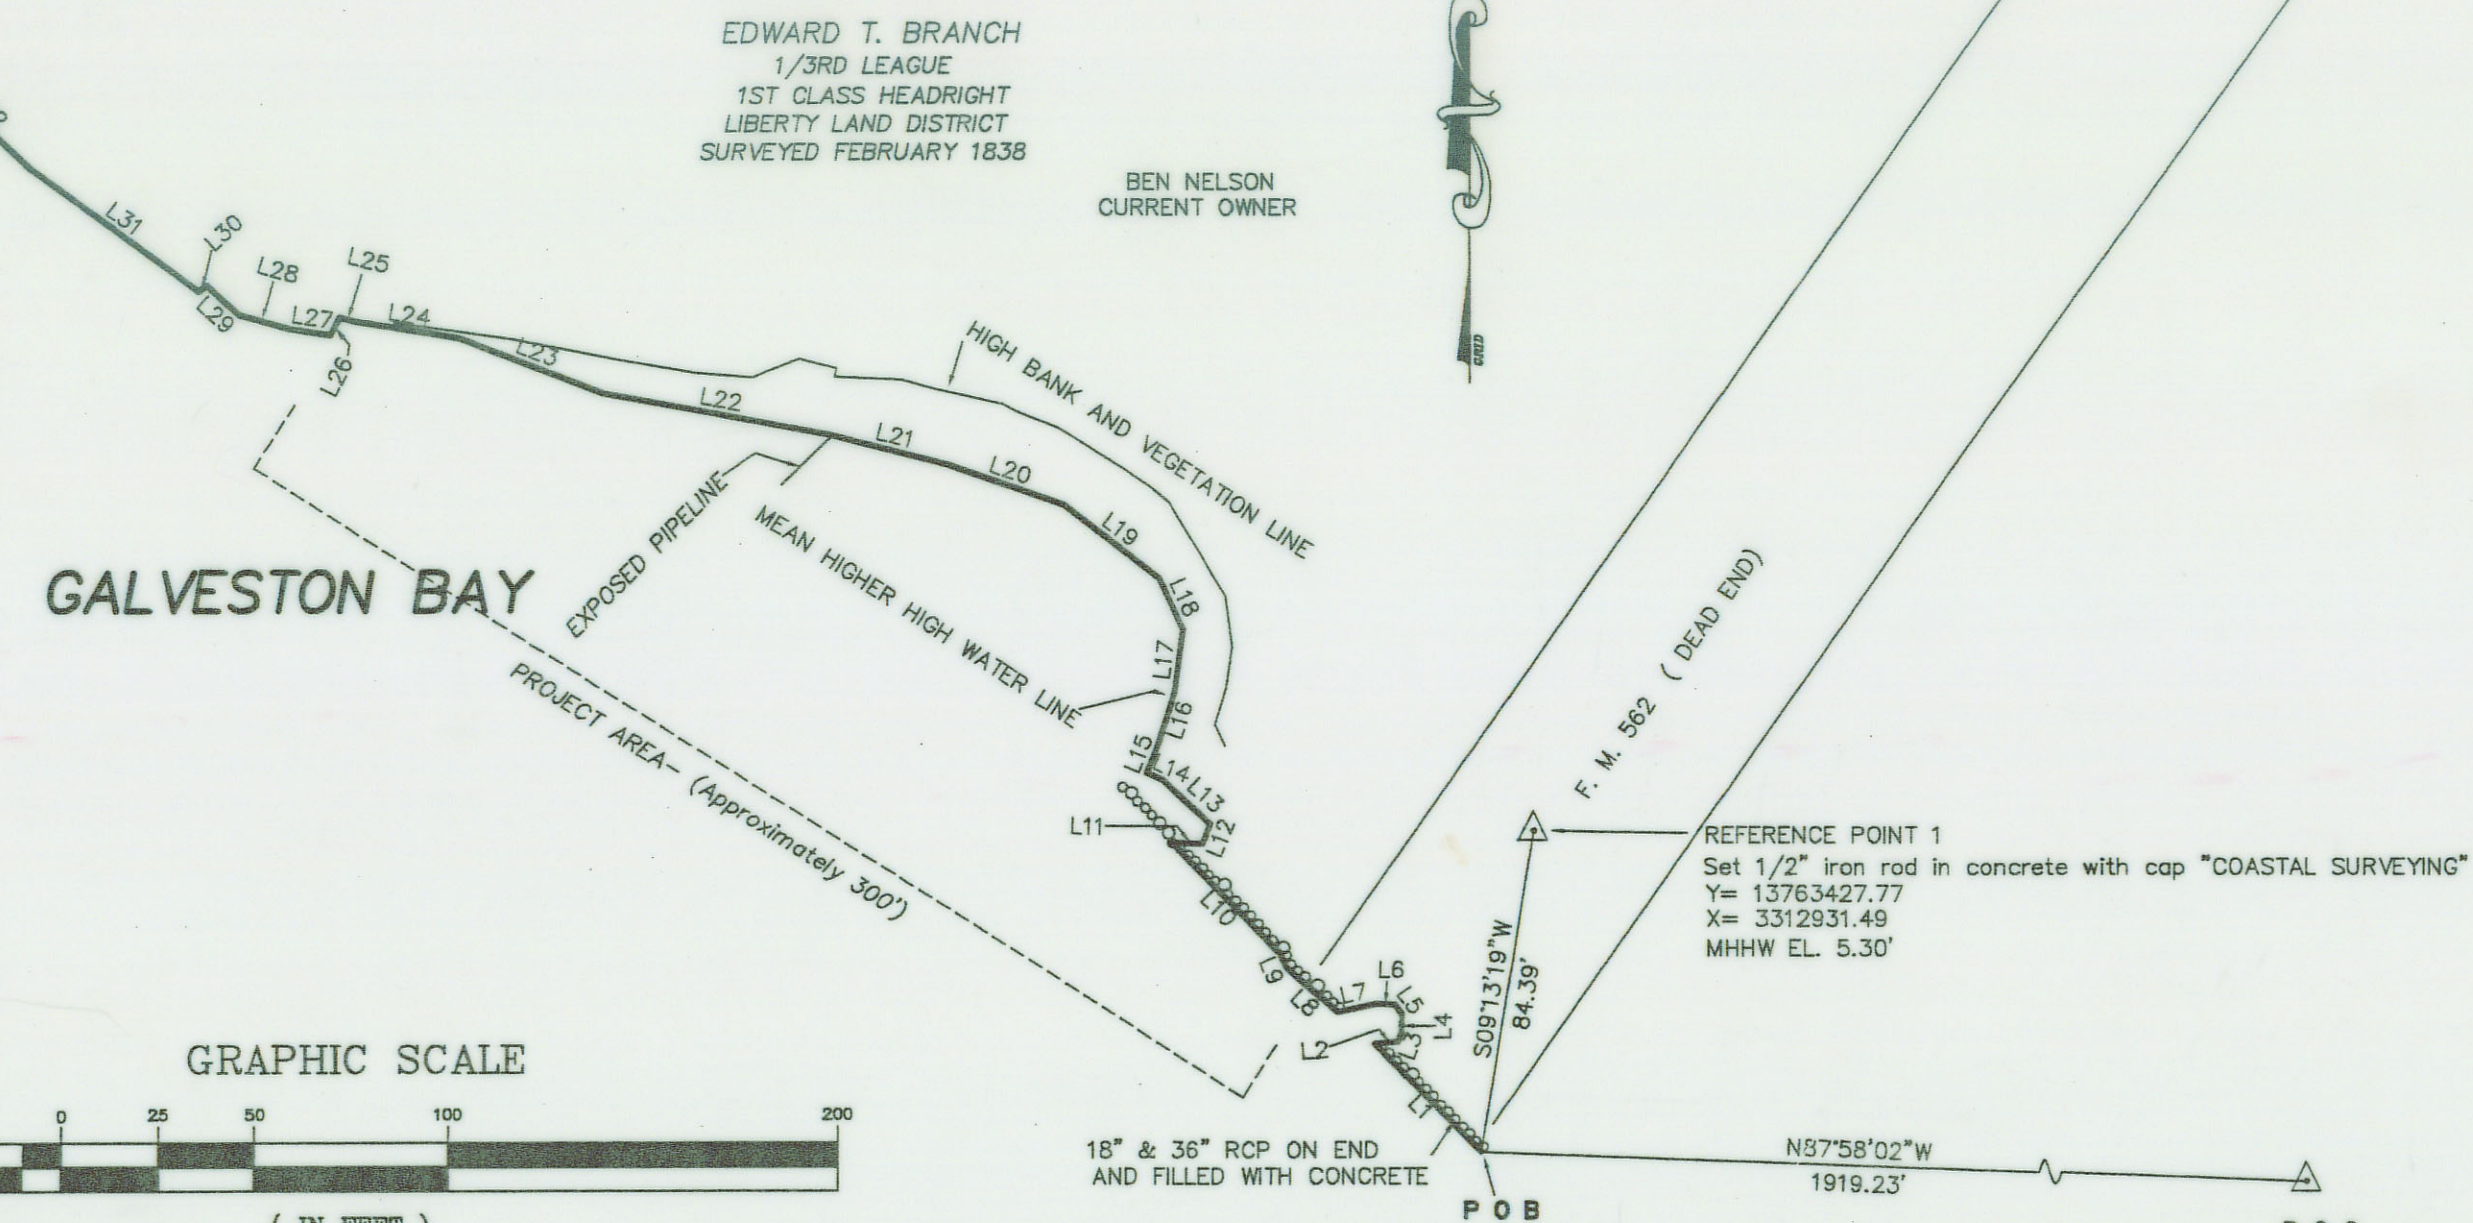 EDWARD T. BRANCH
1/3RD LEAGUE
1ST CLASS HEADRIGHT
LIBERTY LAND DISTRICT
SURVEYED FEBRUARY 1838
BEN NELSON
CURRENT OWNER
GRID
L31
L30
L29
L28
L27
L26
L25
L24
L23
L22
L21
L20
L19
L18
L17
L16
L15
L14
L13
L12
L11
L10
L9
L8
L7
L6
L5
L4
L3
L2
L1
HIGH BANK AND VEGETATION LINE
EXPOSED PIPELINE
MEAN HIGHER HIGH WATER LINE
GALVESTON BAY
PROJECT AREA- (Approximately 300')
F. M. 562 ( DEAD END)
REFERENCE POINT 1
Set 1/2" iron rod in concrete with cap "COASTAL SURVEYING"
Y= 13763427.77
X= 3312931.49
MHHW EL. 5.30'
S09°13'19"W
84.39'
GRAPHIC SCALE
0 25 50 100 200
( IN FEET )
18" & 36" RCP ON END
AND FILLED WITH CONCRETE
N87°58'02"W
1919.23'
P O B